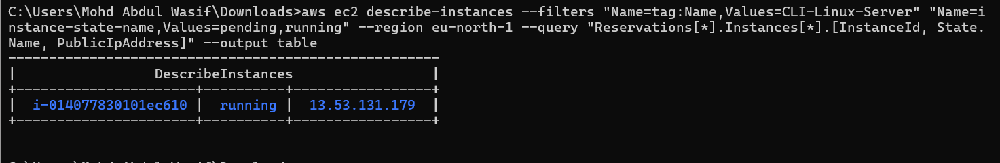 C:\Users\Mohd Abdul Wasif\Downloads>aws ec2 describe-instances --filters "Name=tag:Name,Values=CLI-Linux-Server" "Name=i
nstance-state-name,Values=pending,running" --region eu-north-1 --query "Reservations[*].Instances[*].[InstanceId, State.
Name, PublicIpAddress]" --output table
-----------------------------------------------------
|                 DescribeInstances                 |
+----------------------+----------+-----------------+
|  i-014077830101ec610 |  running |  13.53.131.179  |
+----------------------+----------+-----------------+